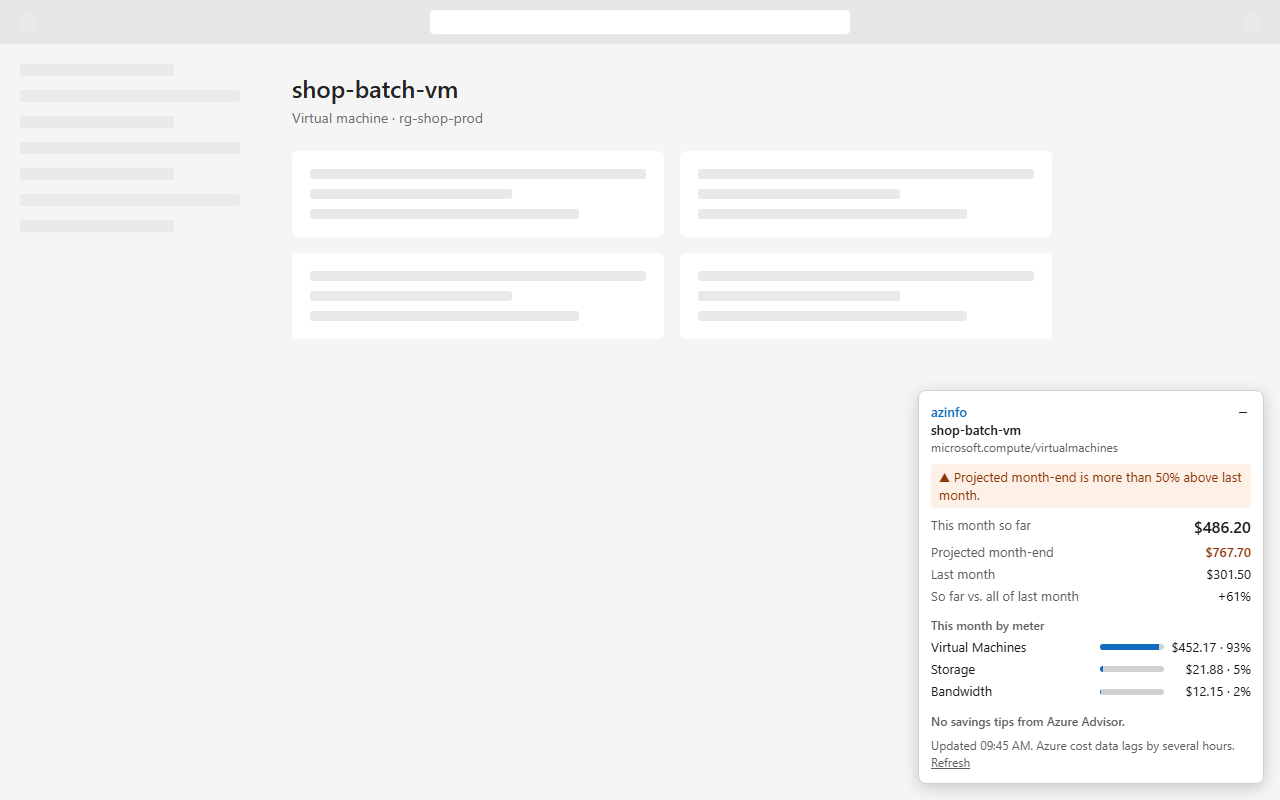 shop-batch-vm
Virtual machine · rg-shop-prod
azinfo
–
shop-batch-vm
microsoft.compute/virtualmachines
▲ Projected month-end is more than 50% above last
month.
This month so far $486.20
Projected month-end $767.70
Last month $301.50
So far vs. all of last month +61%
This month by meter
Virtual Machines $452.17 · 93%
Storage $21.88 · 5%
Bandwidth $12.15 · 2%
No savings tips from Azure Advisor.
Updated 09:45 AM. Azure cost data lags by several hours.
Refresh